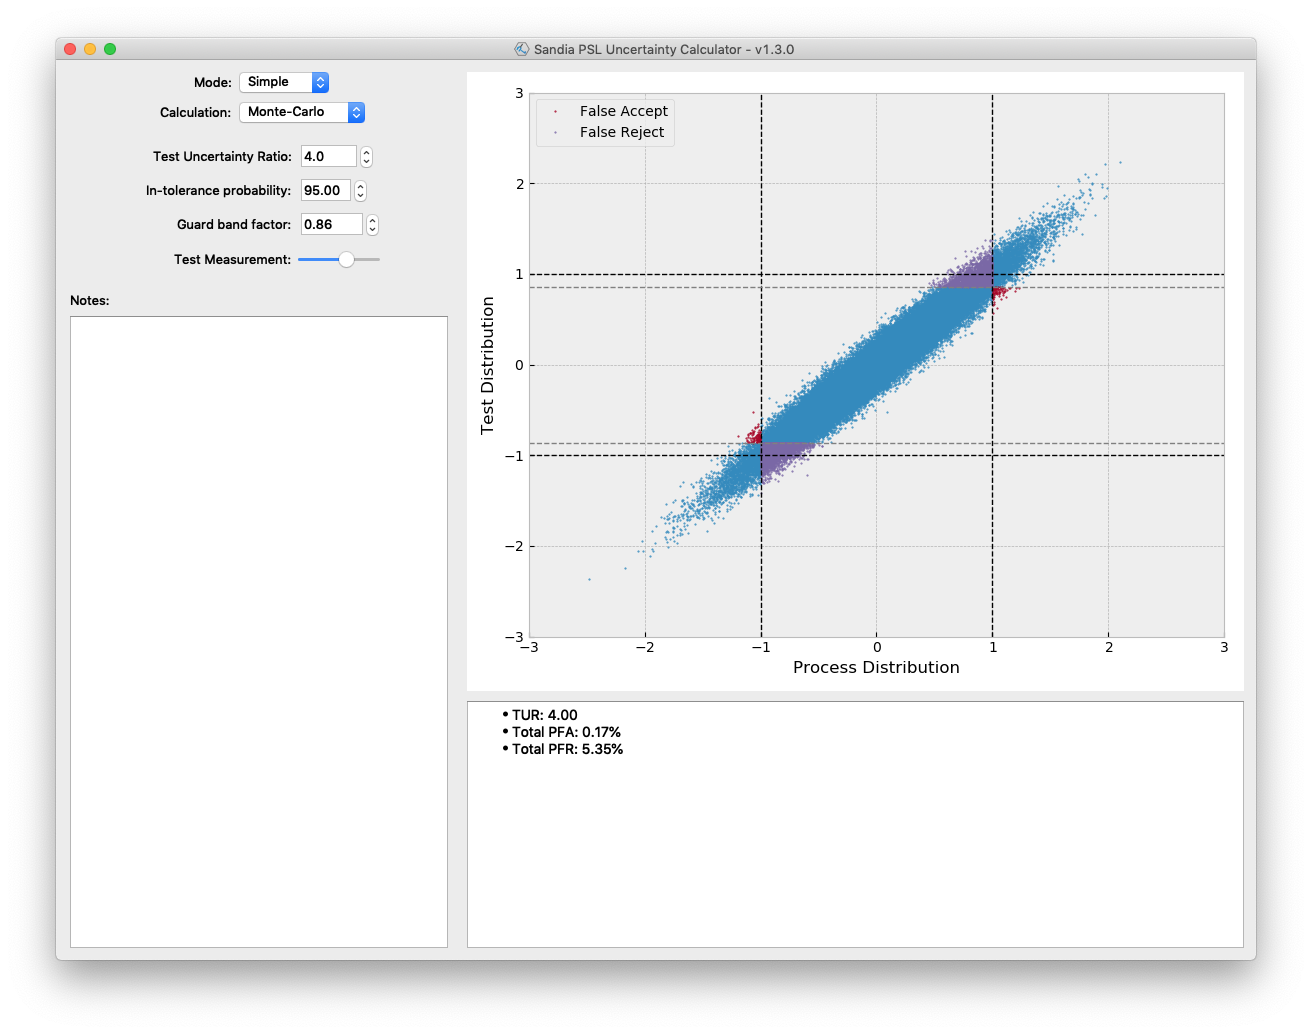 Sandia PSL Uncertainty Calculator - v1.3.0
Mode: Simple
Calculation: Monte-Carlo
Test Uncertainty Ratio: 4.0
In-tolerance probability: 95.00
Guard band factor: 0.86
Test Measurement:
Notes:
False Accept
False Reject
3
2
1
0
−1
−2
−3
Test Distribution
−3 −2 −1 0 1 2 3
Process Distribution
• TUR: 4.00
• Total PFA: 0.17%
• Total PFR: 5.35%